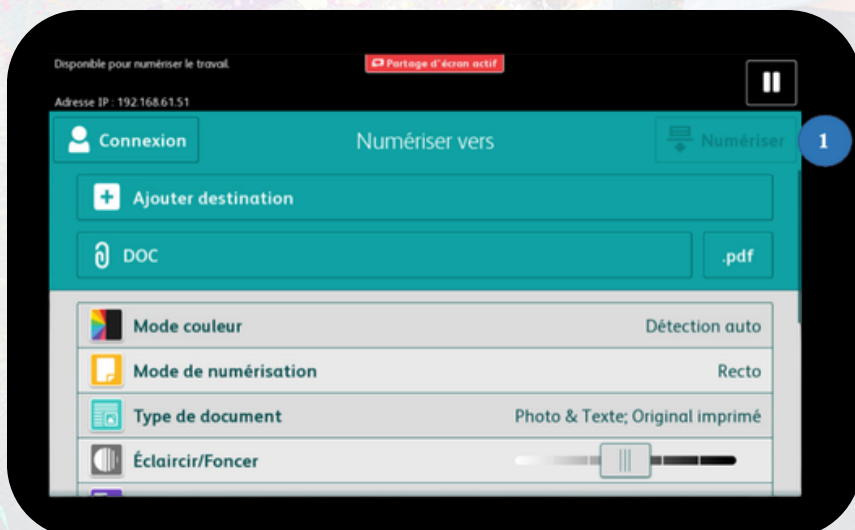 Disponible pour numériser le travail.
Partage d'écran actif
Adresse IP : 192.168.61.51
Connexion
Numériser vers
Numériser
1
Ajouter destination
DOC
.pdf
Mode couleur
Détection auto
Mode de numérisation
Recto
Type de document
Photo & Texte; Original imprimé
Éclaircir/Foncer